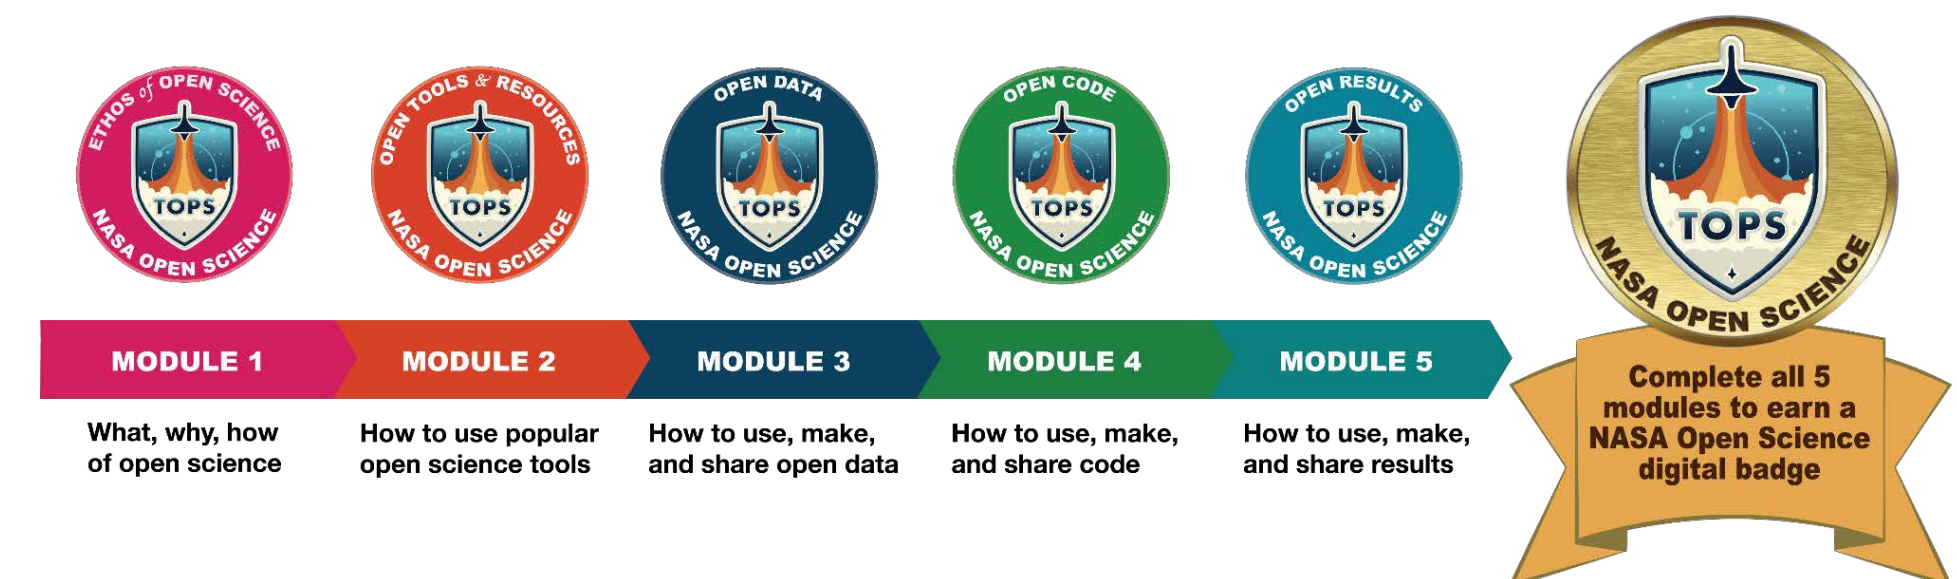 ETHOS of OPEN SCIENCE
TOPS
NASA OPEN SCIENCE
OPEN TOOLS & RESOURCES
TOPS
NASA OPEN SCIENCE
OPEN DATA
TOPS
NASA OPEN SCIENCE
OPEN CODE
TOPS
NASA OPEN SCIENCE
OPEN RESULTS
TOPS
NASA OPEN SCIENCE
TOPS
NASA OPEN SCIENCE
MODULE 1
What, why, how
of open science
MODULE 2
How to use popular
open science tools
MODULE 3
How to use, make,
and share open data
MODULE 4
How to use, make,
and share code
MODULE 5
How to use, make,
and share results
Complete all 5
modules to earn a
NASA Open Science
digital badge